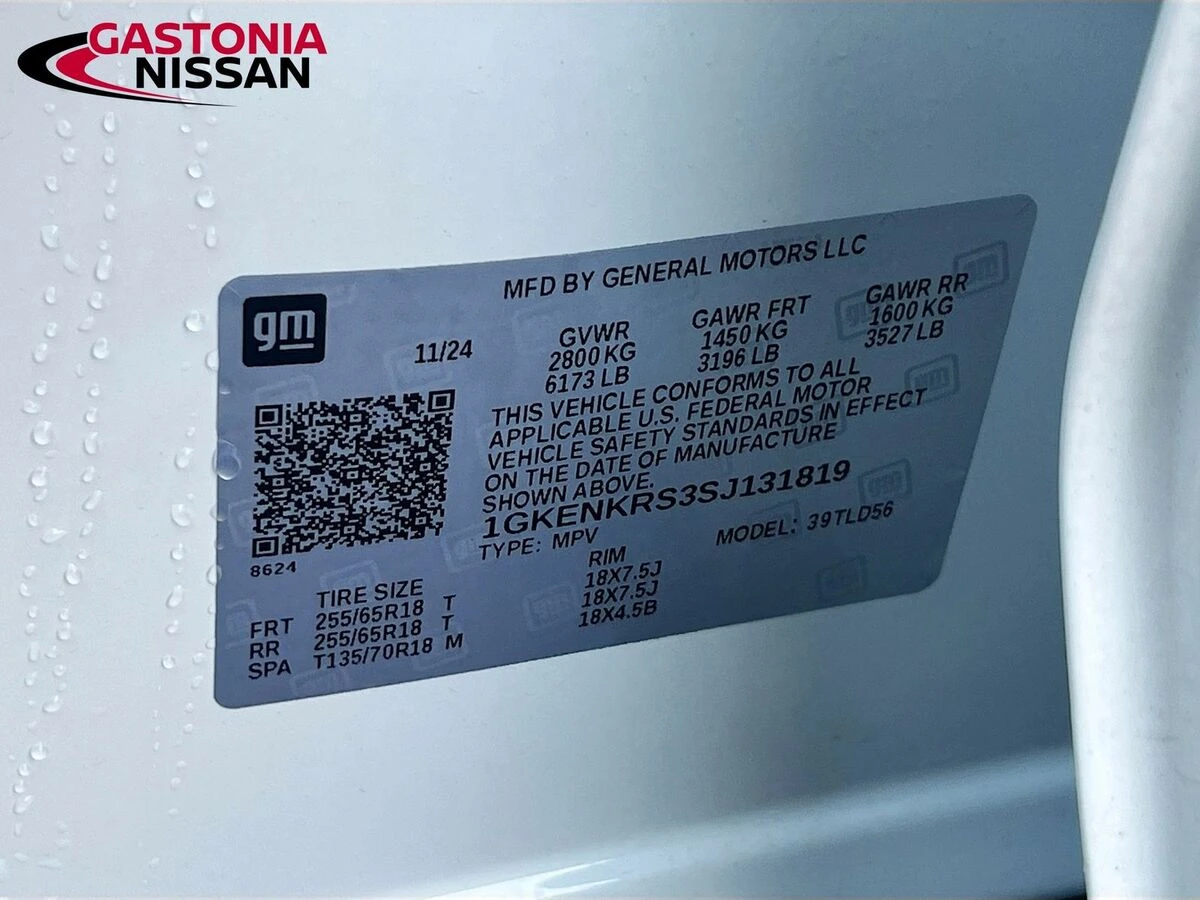 GASTONIA
NISSAN
MFD BY GENERAL MOTORS LLC
gm
11/24
GVWR
2800 KG
6173 LB
GAWR FRT
1450 KG
3196 LB
GAWR RR
1600 KG
3527 LB
THIS VEHICLE CONFORMS TO ALL
APPLICABLE U.S. FEDERAL MOTOR
VEHICLE SAFETY STANDARDS IN EFFECT
ON THE DATE OF MANUFACTURE
SHOWN ABOVE.
1GKENKRS3SJ131819
TYPE: MPV
MODEL: 39TLD56
8624
TIRE SIZE
RIM
FRT 255/65R18 T 18X7.5J
RR 255/65R18 T 18X7.5J
SPA T135/70R18 M 18X4.5B